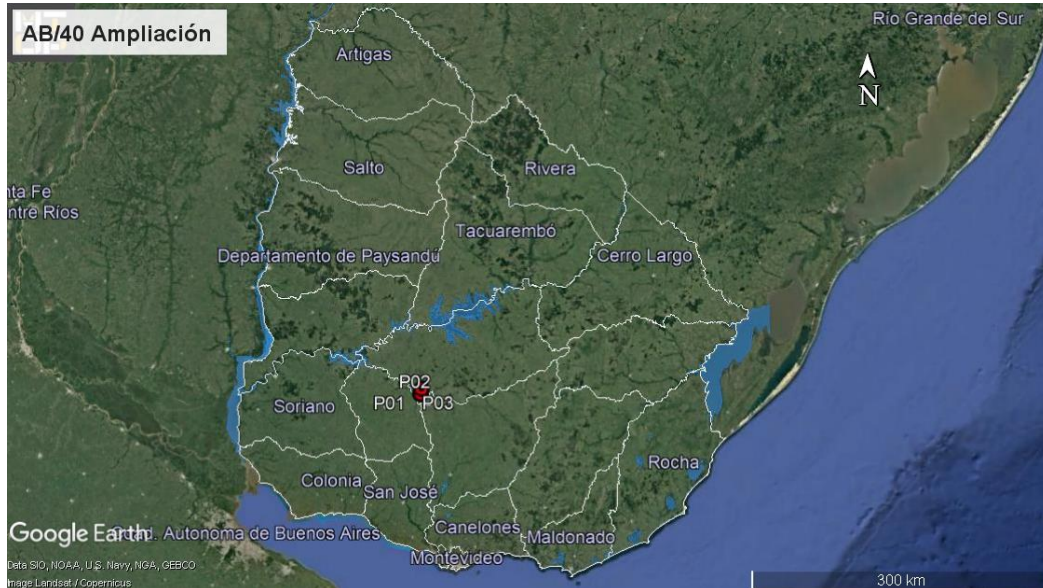 AB/40 Ampliación
Río Grande del Sur
Artigas
N
Salto
Rivera
nta Fe
ntre Ríos
Tacuarembó
Departamento de Paysandú
Cerro Largo
P02
P01
P03
Soriano
Rocha
Colonia
San José
Google Earth
Autonoma de Buenos Aires
Canelones
Maldonado
Montevideo
Data SIO, NOAA, U.S. Navy, NGA, GEBCO
Image Landsat / Copernicus
300 km